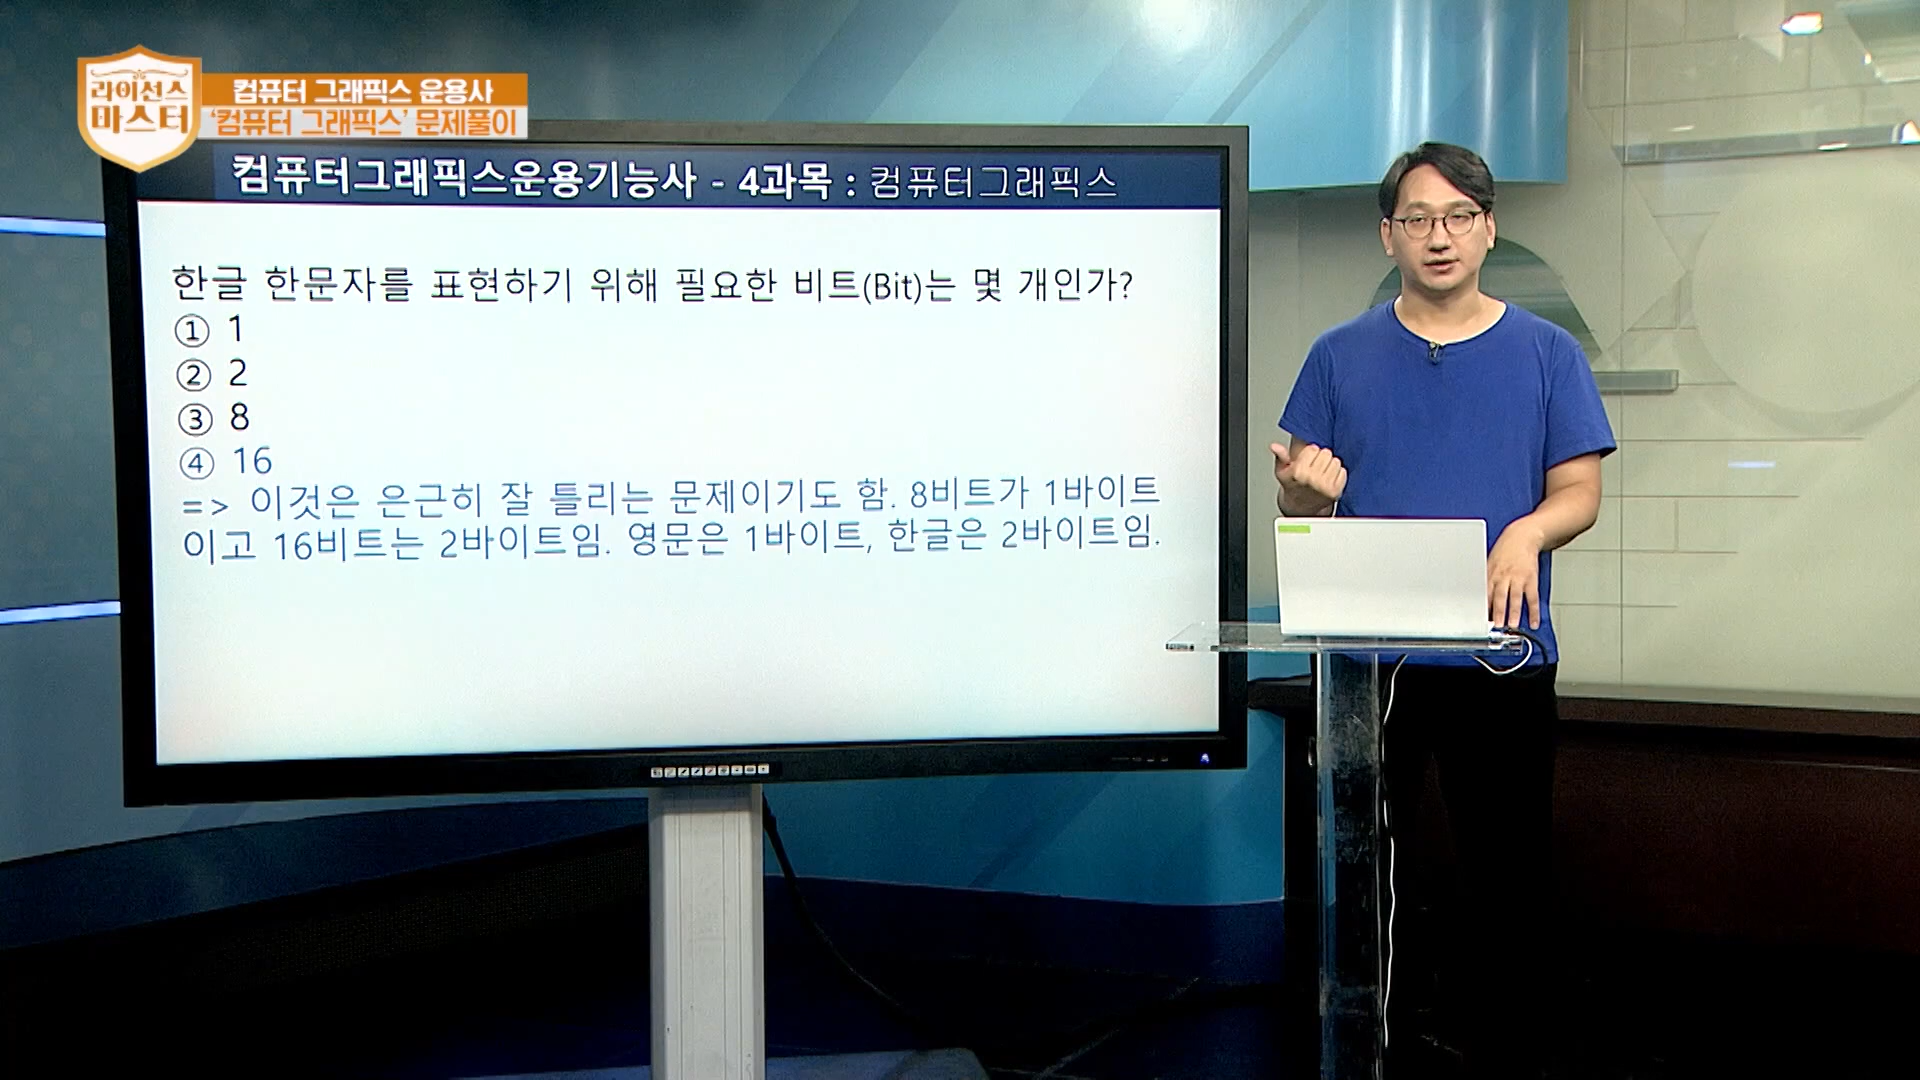 라이선스
마스터
컴퓨터 그래픽스 운용사
‘컴퓨터 그래픽스’ 문제풀이
컴퓨터그래픽스운용기능사 - 4과목 : 컴퓨터그래픽스
한글 한문자를 표현하기 위해 필요한 비트(Bit)는 몇 개인가?
① 1
② 2
③ 8
④ 16
=> 이것은 은근히 잘 틀리는 문제이기도 함. 8비트가 1바이트
이고 16비트는 2바이트임. 영문은 1바이트, 한글은 2바이트임.